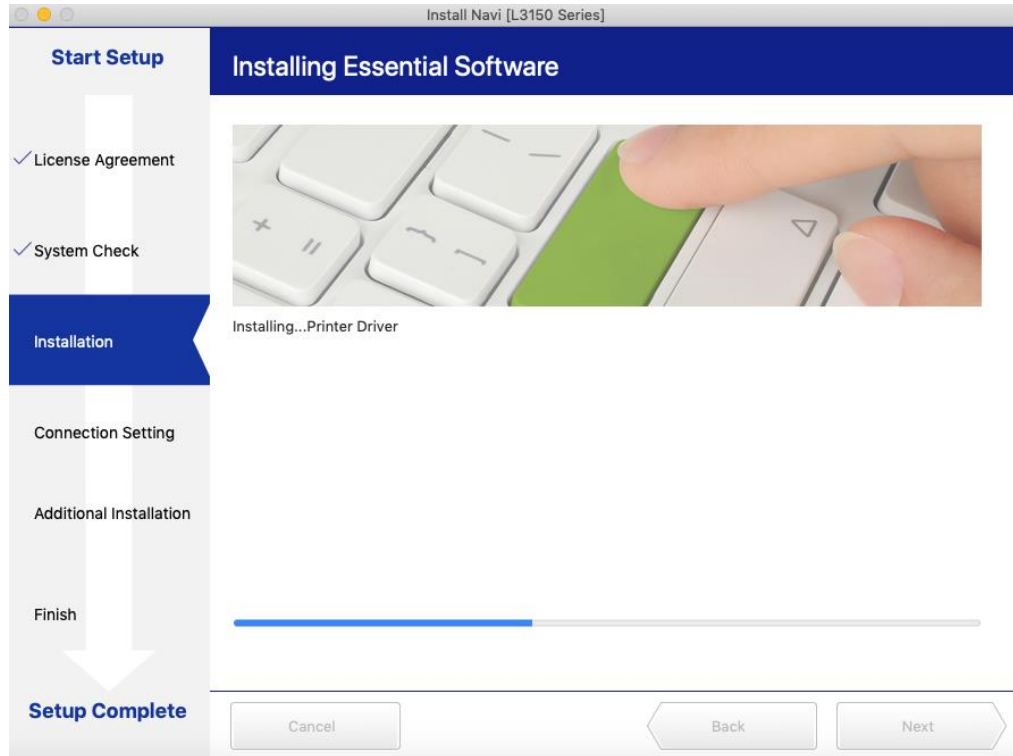 Install Navi [L3150 Series]
Start Setup
Installing Essential Software
License Agreement
System Check
Installation
Installing...Printer Driver
Connection Setting
Additional Installation
Finish
Setup Complete
Cancel
Back
Next